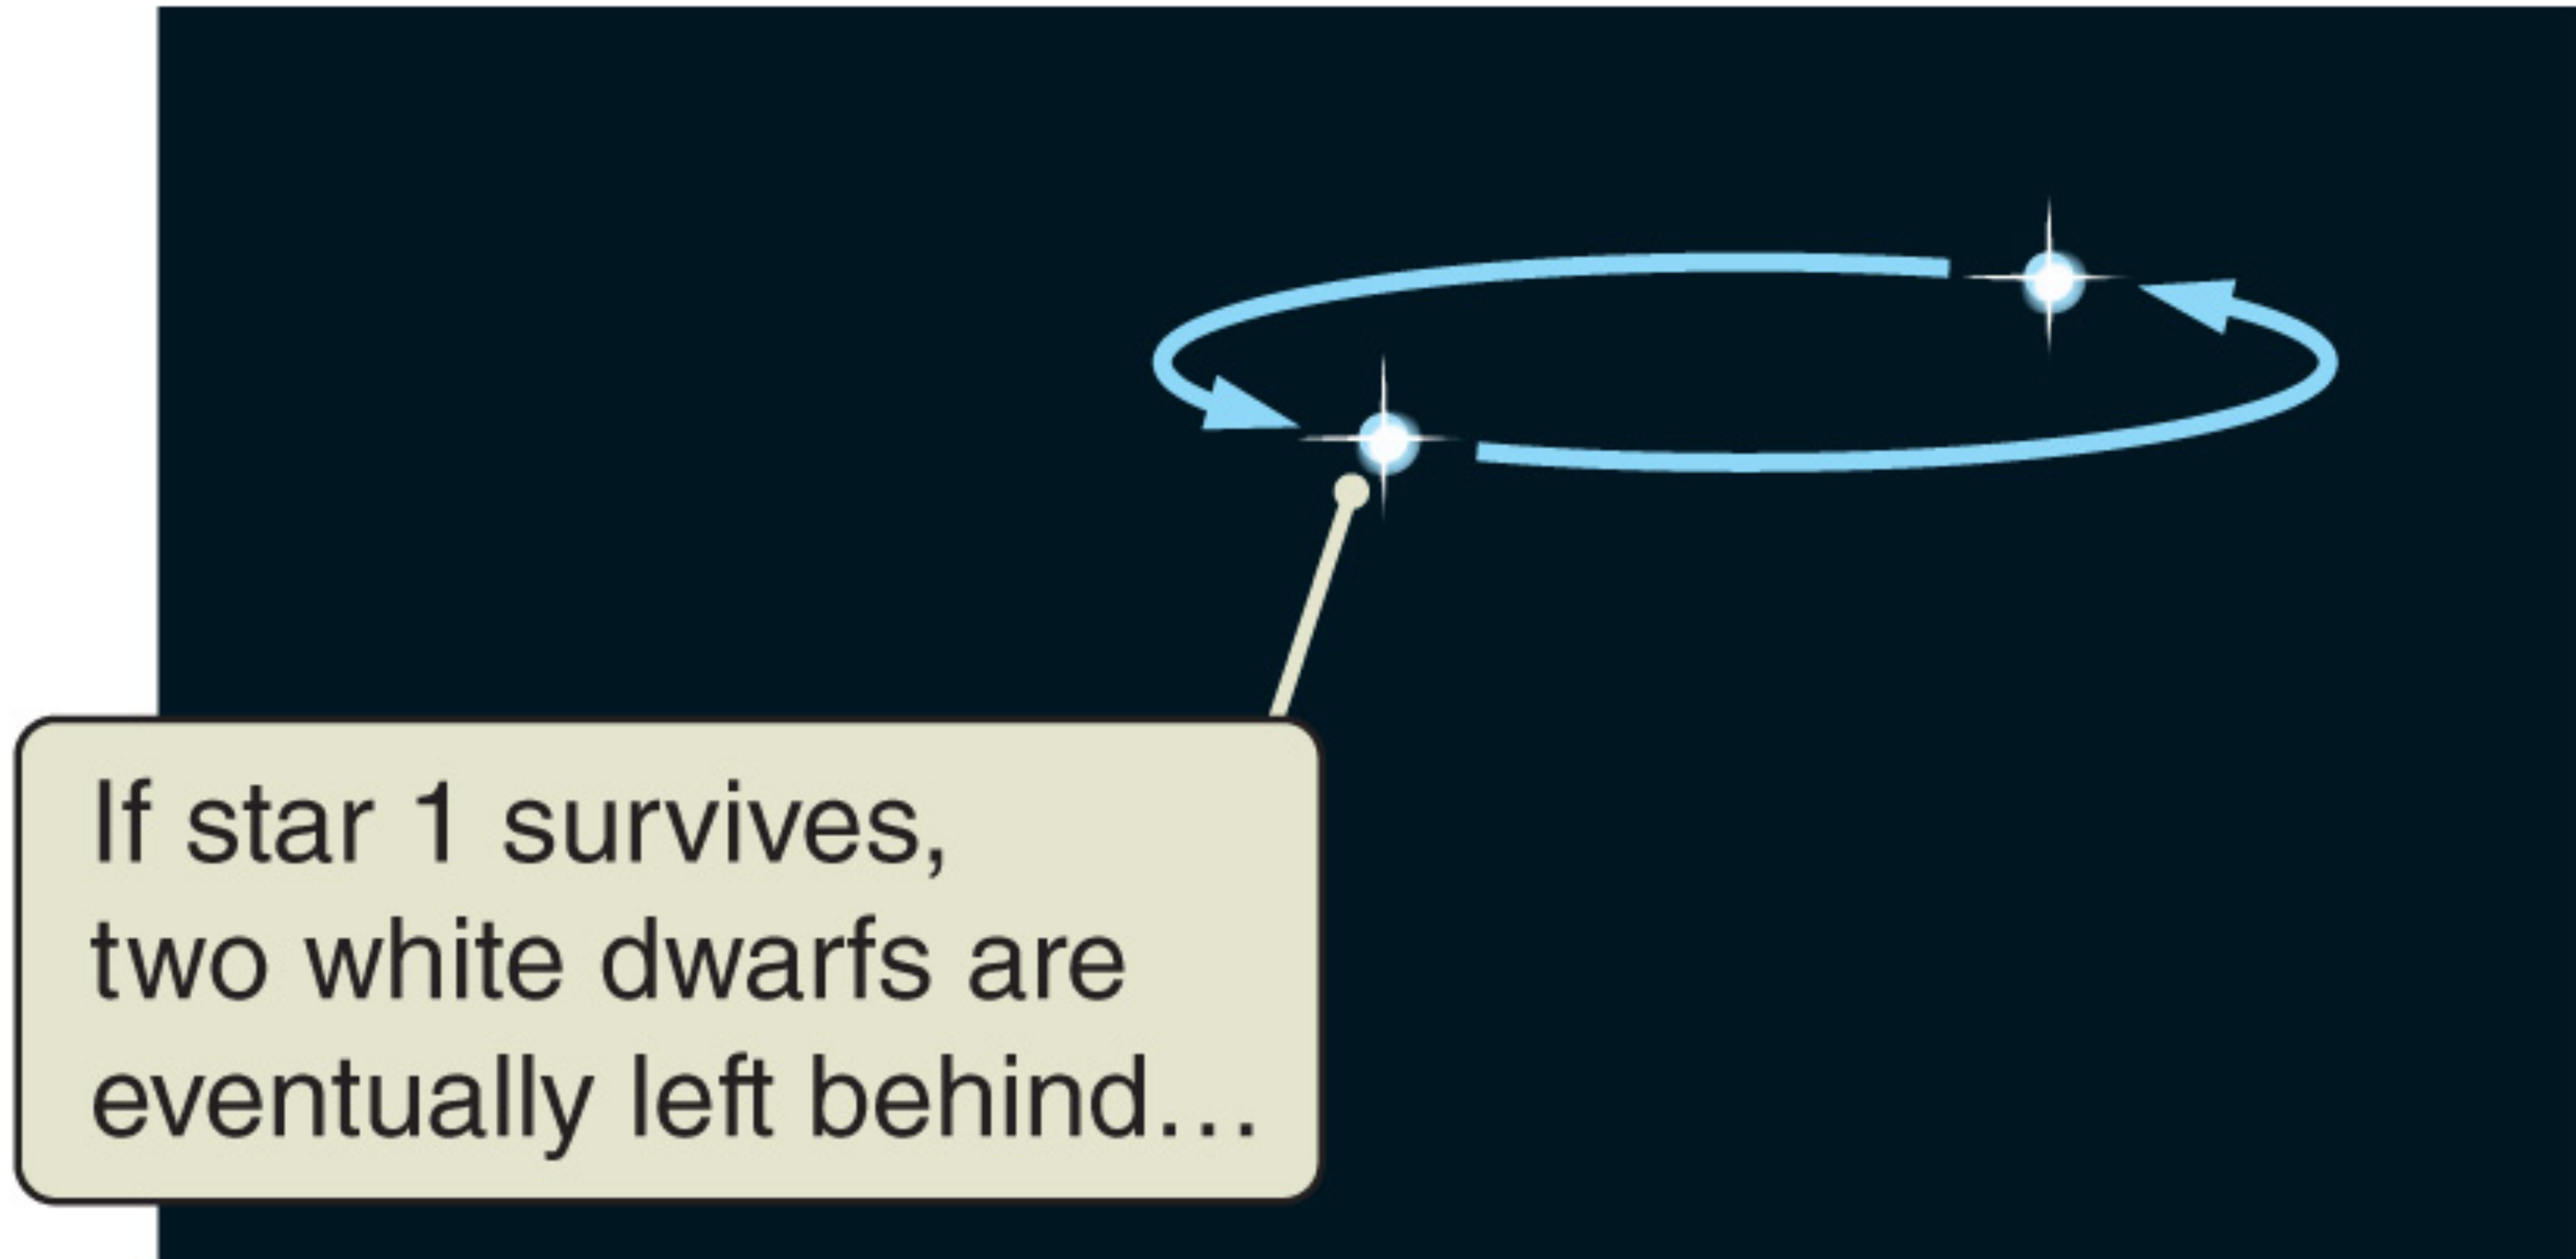 If star 1 survives,
two white dwarfs are
eventually left behind…